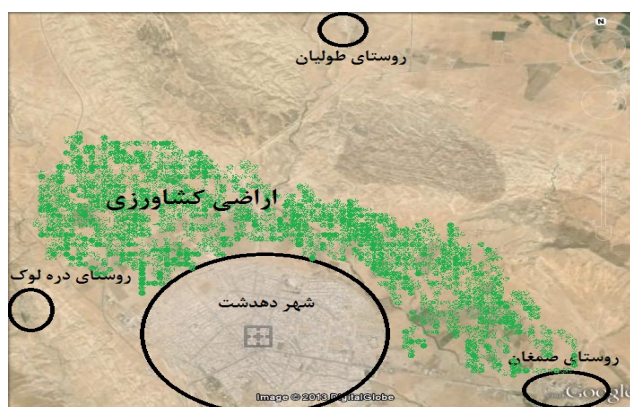 N
روستای طولیان
اراضی کشاورزی
روستای دره لوک
شهر دهدشت
روستای صمغان
Image © 2013 DigitalGlobe
Google